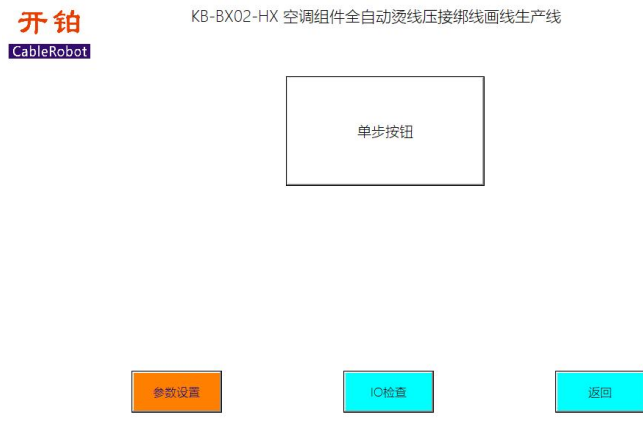 开铂
CableRobot
KB-BX02-HX 空调组件全自动烫线压接绑线画线生产线
单步按钮
参数设置
IO检查
返回